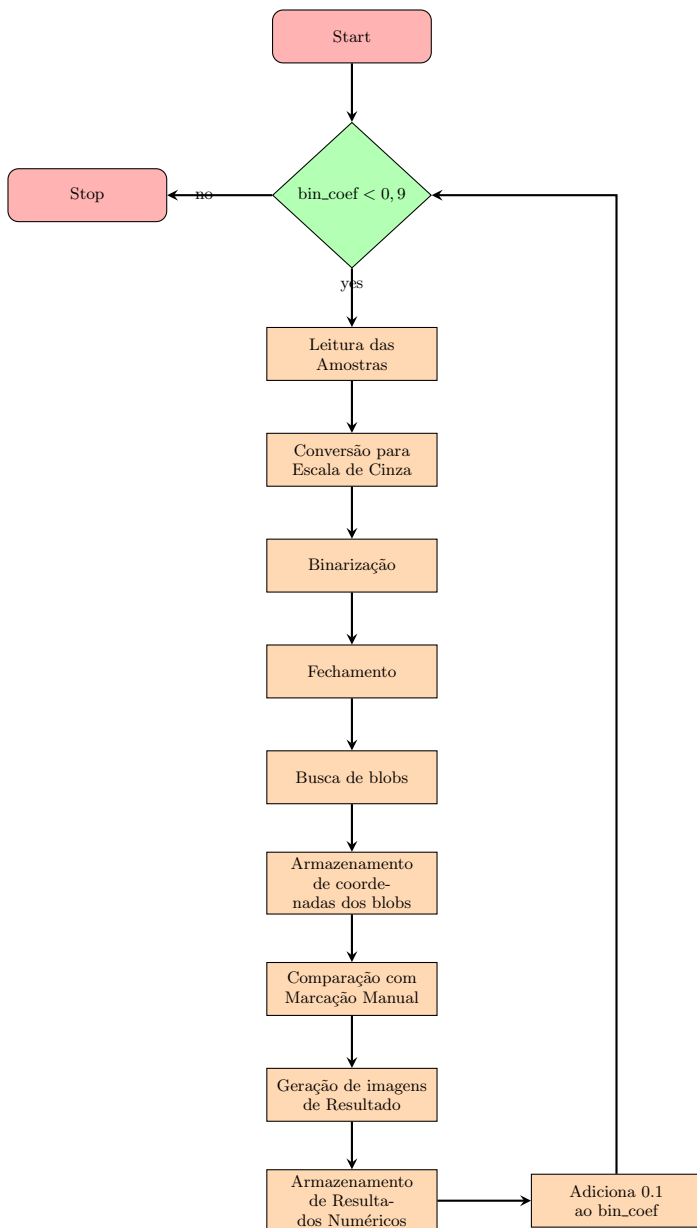 Start
Stop
no
bin_coef < 0, 9
yes
Leitura das
Amostras
Conversão para
Escala de Cinza
Binarização
Fechamento
Busca de blobs
Armazenamento
de coorde-
nadas dos blobs
Comparação com
Marcação Manual
Geração de imagens
de Resultado
Armazenamento
de Resulta-
dos Numéricos
Adiciona 0.1
ao bin_coef